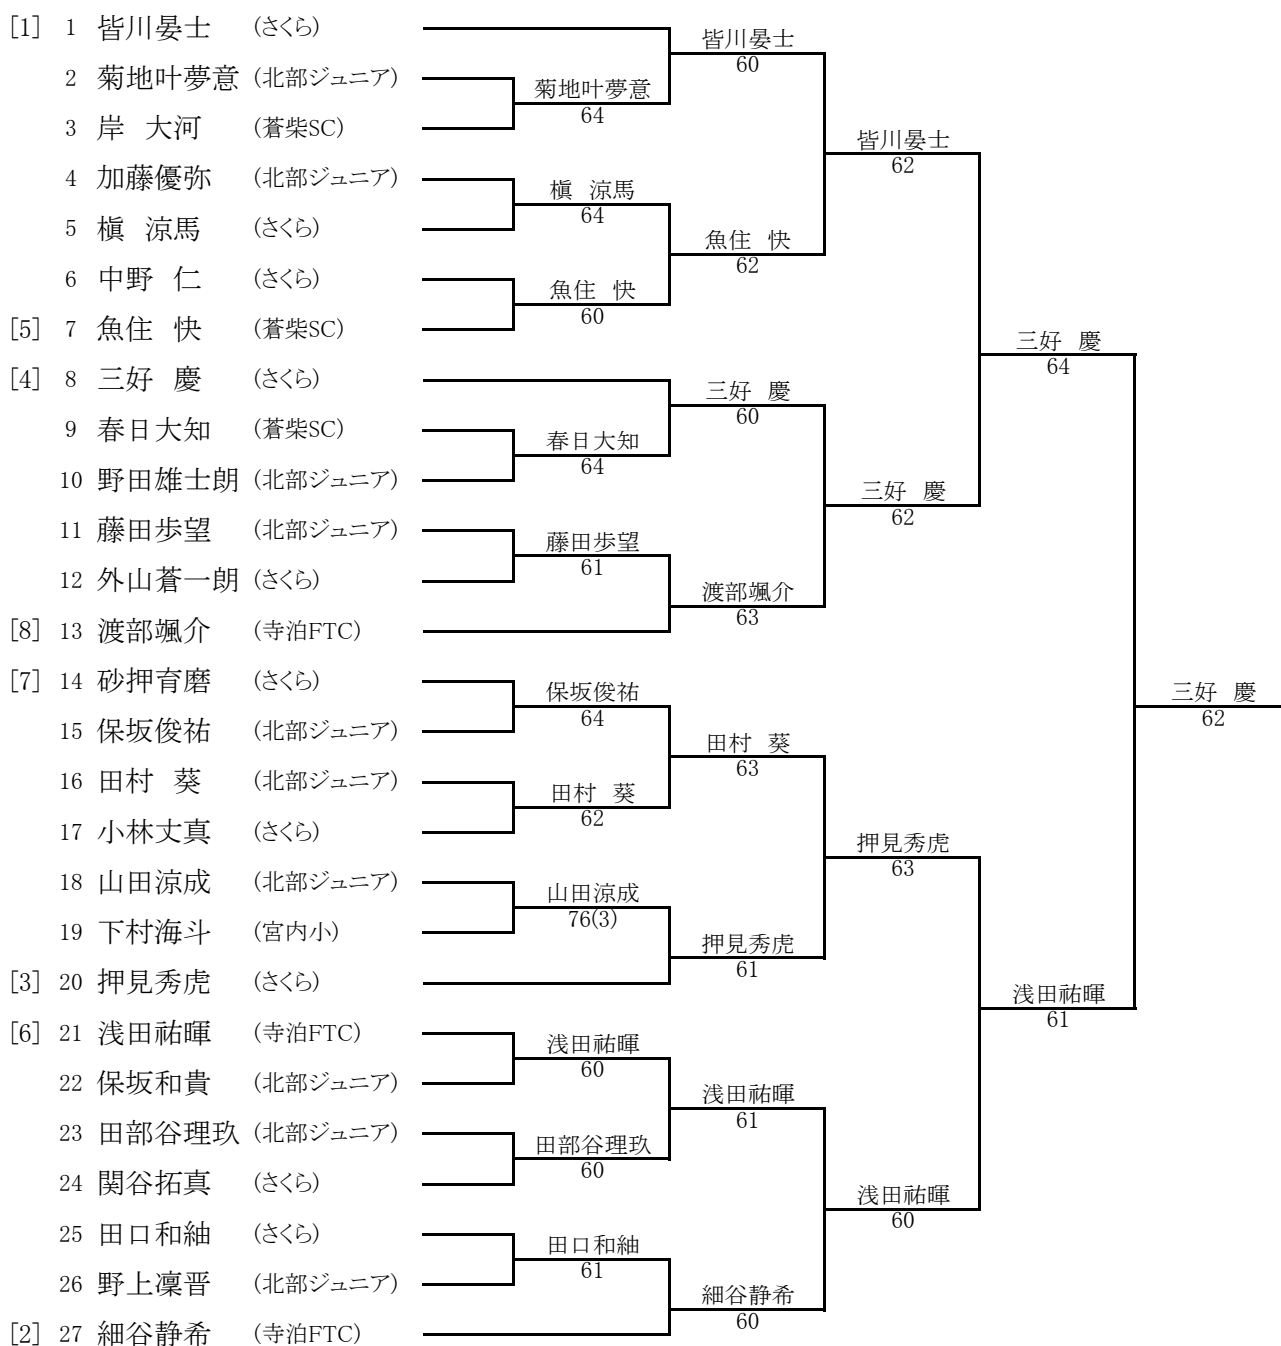 [1] 1 皆川晏士 (さくら)
皆川晏士
60
2 菊地叶夢意 (北部ジュニア)
菊地叶夢意
64
3 岸 大河 (蒼柴SC)
皆川晏士
62
4 加藤優弥 (北部ジュニア)
槇 涼馬
64
5 槇 涼馬 (さくら)
魚住 快
62
6 中野 仁 (さくら)
魚住 快
60
[5] 7 魚住 快 (蒼柴SC)
三好 慶
64
[4] 8 三好 慶 (さくら)
三好 慶
60
9 春日大知 (蒼柴SC)
春日大知
64
10 野田雄士朗 (北部ジュニア)
三好 慶
62
11 藤田歩望 (北部ジュニア)
藤田歩望
61
12 外山蒼一朗 (さくら)
渡部颯介
63
[8] 13 渡部颯介 (寺泊FTC)
[7] 14 砂押育磨 (さくら)
保坂俊祐
64
三好 慶
62
15 保坂俊祐 (北部ジュニア)
田村 葵
63
16 田村 葵 (北部ジュニア)
田村 葵
62
17 小林丈真 (さくら)
押見秀虎
63
18 山田涼成 (北部ジュニア)
山田涼成
76(3)
19 下村海斗 (宮内小)
押見秀虎
61
[3] 20 押見秀虎 (さくら)
浅田祐暉
61
[6] 21 浅田祐暉 (寺泊FTC)
浅田祐暉
60
22 保坂和貴 (北部ジュニア)
浅田祐暉
61
23 田部谷理玖 (北部ジュニア)
田部谷理玖
60
24 関谷拓真 (さくら)
浅田祐暉
60
25 田口和紬 (さくら)
田口和紬
61
26 野上凜晋 (北部ジュニア)
細谷静希
60
[2] 27 細谷静希 (寺泊FTC)